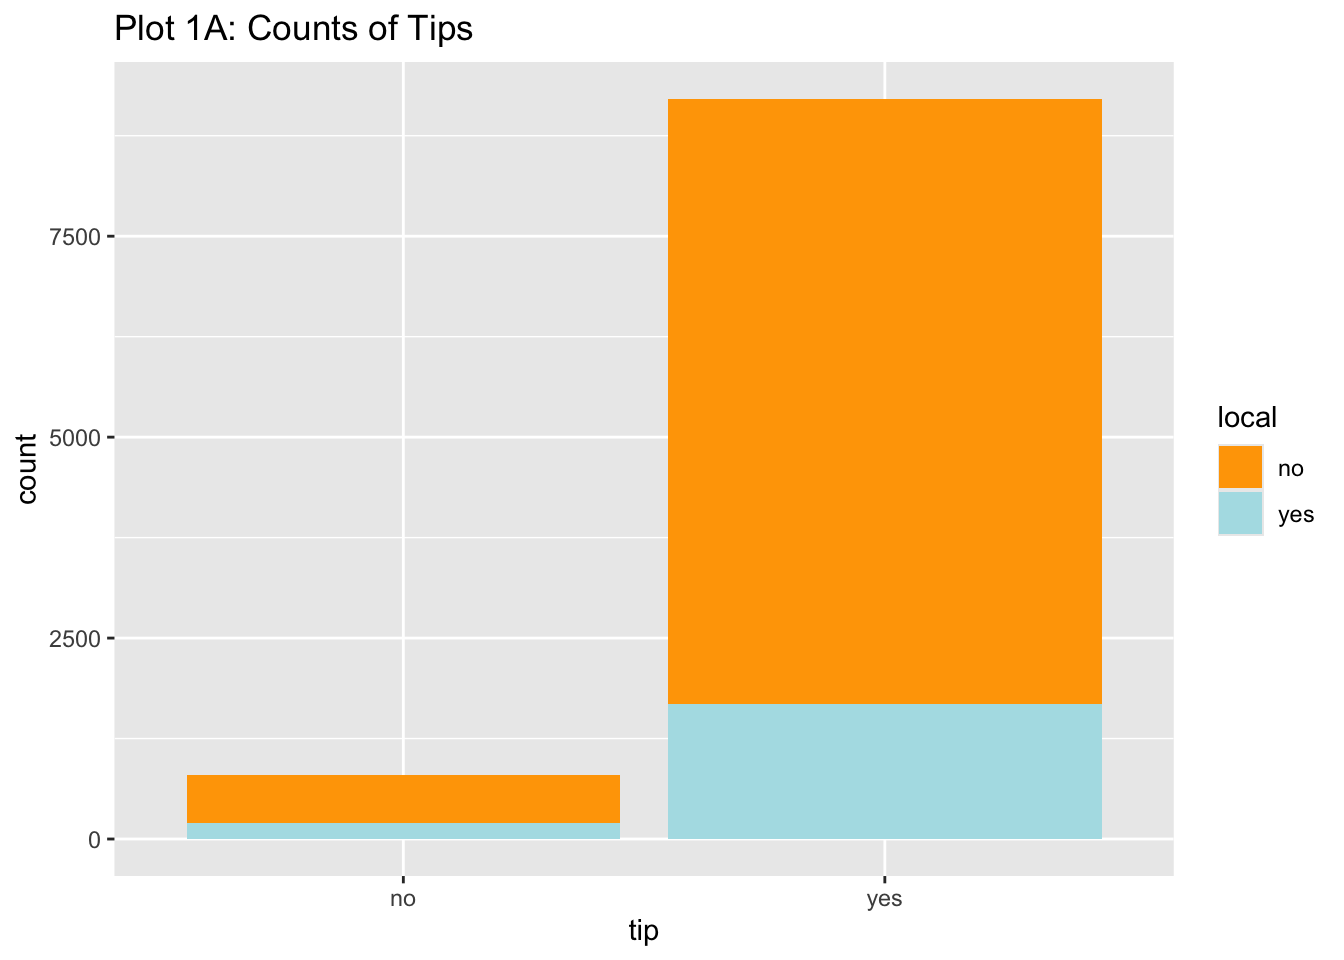 Plot 1A: Counts of Tips
count
7500
5000
2500
0
no
yes
tip
local
no
yes